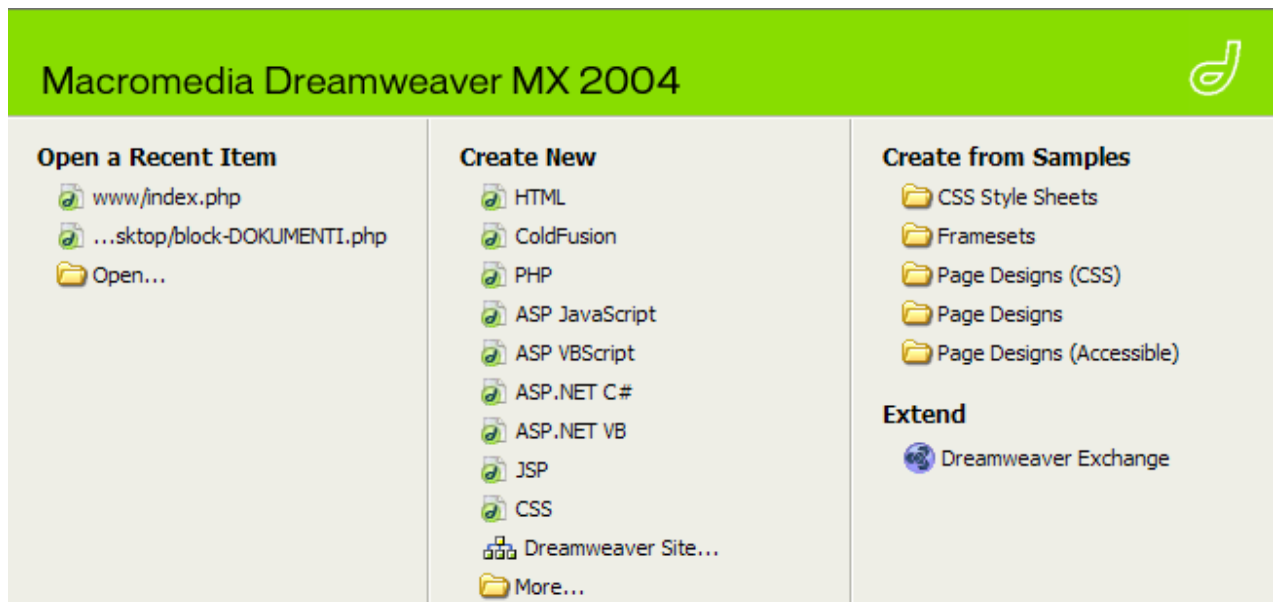 Macromedia Dreamweaver MX 2004
Open a Recent Item
www/index.php
...sktop/block-DOKUMENTI.php
Open...
Create New
HTML
ColdFusion
PHP
ASP JavaScript
ASP VBScript
ASP.NET C#
ASP.NET VB
JSP
CSS
Dreamweaver Site...
More...
Create from Samples
CSS Style Sheets
Framesets
Page Designs (CSS)
Page Designs
Page Designs (Accessible)
Extend
Dreamweaver Exchange